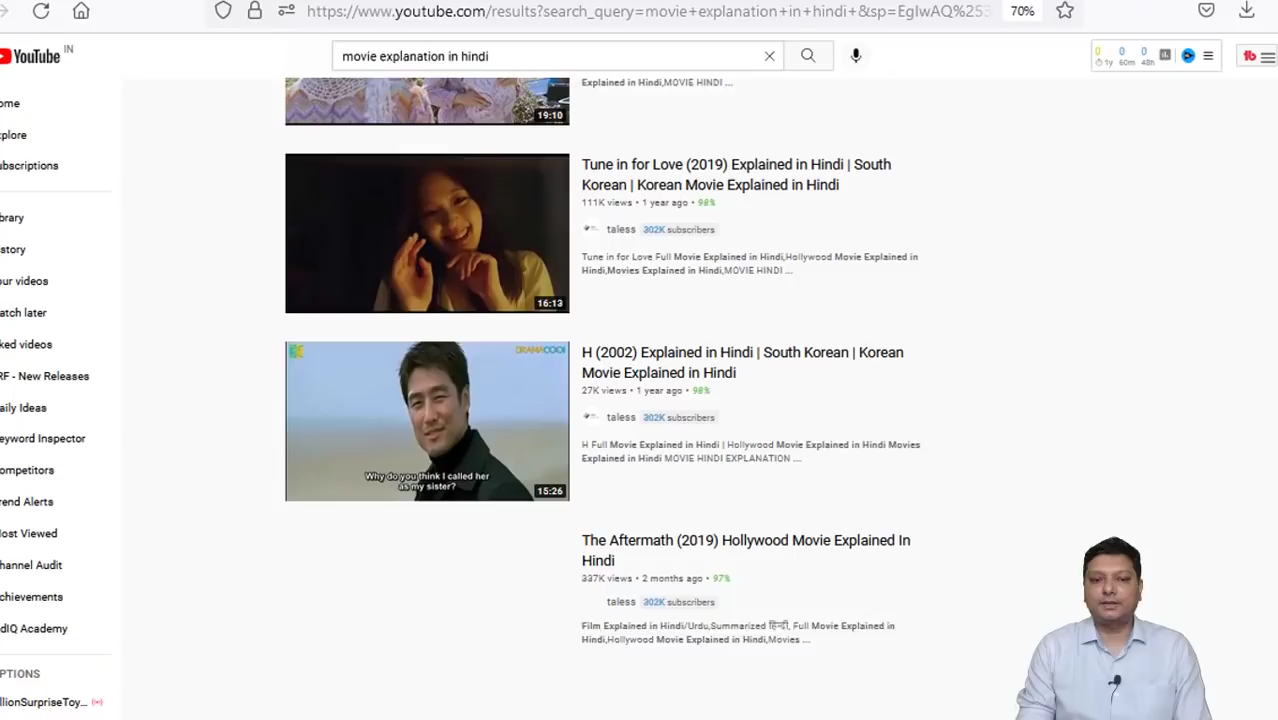 https://www.youtube.com/results?search_query=movie+explanation+in+hindi+&sp=EgIwAQ%253
70%
YouTube IN
movie explanation in hindi
0 0 0
1y 60m 48h
ome
xplore
ubscriptions
brary
story
our videos
atch later
ked videos
RF - New Releases
aily Ideas
eyword Inspector
ompetitors
rend Alerts
ost Viewed
hannel Audit
chievements
dIQ Academy
PTIONS
llionSurpriseToy...
19:10
Explained in Hindi,MOVIE HINDI ...
16:13
Tune in for Love (2019) Explained in Hindi | South
Korean | Korean Movie Explained in Hindi
111K views • 1 year ago • 98%
taless 302K subscribers
Tune in for Love Full Movie Explained in Hindi,Hollywood Movie Explained in
Hindi,Movies Explained in Hindi,MOVIE HINDI ...
DRAMACOOL
Why do you think I called her
as my sister?
15:26
H (2002) Explained in Hindi | South Korean | Korean
Movie Explained in Hindi
27K views • 1 year ago • 98%
taless 302K subscribers
H Full Movie Explained in Hindi | Hollywood Movie Explained in Hindi Movies
Explained in Hindi MOVIE HINDI EXPLANATION ...
The Aftermath (2019) Hollywood Movie Explained In
Hindi
337K views • 2 months ago • 97%
taless 302K subscribers
Film Explained in Hindi/Urdu,Summarized हिन्दी, Full Movie Explained in
Hindi,Hollywood Movie Explained in Hindi,Movies ...